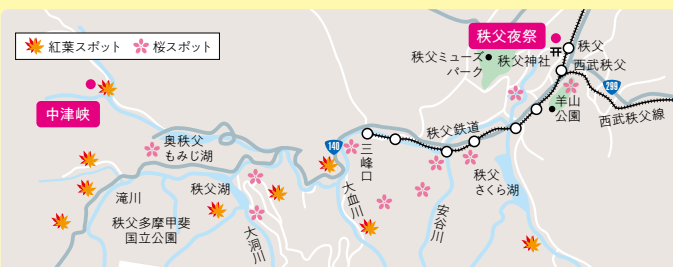 紅葉スポット 桜スポット
秩父夜祭
秩父
秩父ミューズ
パーク
秩父神社
西武秩父
299
羊山
公園
西武秩父線
中津峡
秩父鉄道
140
三峰口
奥秩父
もみじ湖
秩父
さくら湖
滝川
秩父湖
大血川
安谷川
秩父多摩甲斐
国立公園
大洞川